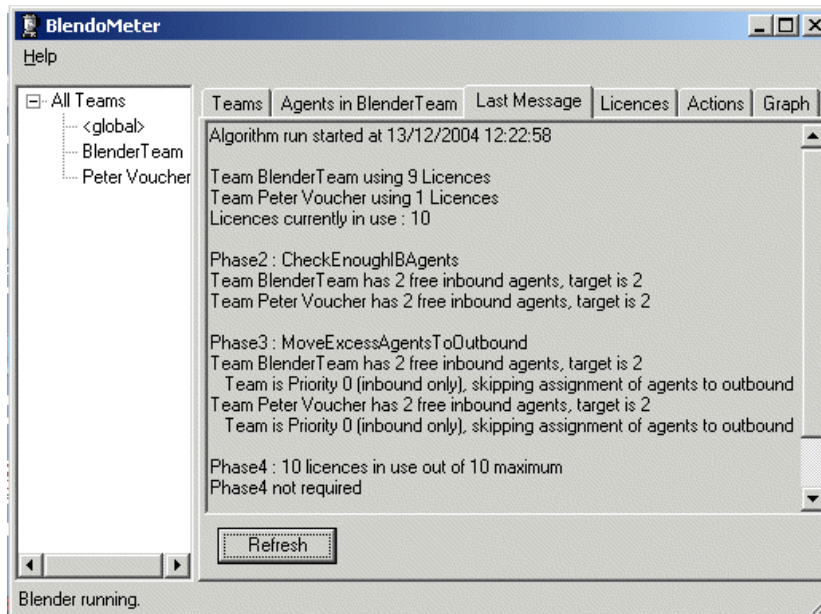 BlendoMeter
Help
All Teams
<global>
BlenderTeam
Peter Voucher
Teams
Agents in BlenderTeam
Last Message
Licences
Actions
Graph
Algorithm run started at 13/12/2004 12:22:58
Team BlenderTeam using 9 Licences
Team Peter Voucher using 1 Licences
Licences currently in use : 10
Phase2 : CheckEnoughIBAgents
Team BlenderTeam has 2 free inbound agents, target is 2
Team Peter Voucher has 2 free inbound agents, target is 2
Phase3 : MoveExcessAgentsToOutbound
Team BlenderTeam has 2 free inbound agents, target is 2
Team is Priority 0 (inbound only), skipping assignment of agents to outbound
Team Peter Voucher has 2 free inbound agents, target is 2
Team is Priority 0 (inbound only), skipping assignment of agents to outbound
Phase4 : 10 licences in use out of 10 maximum
Phase4 not required
Refresh
Blender running.